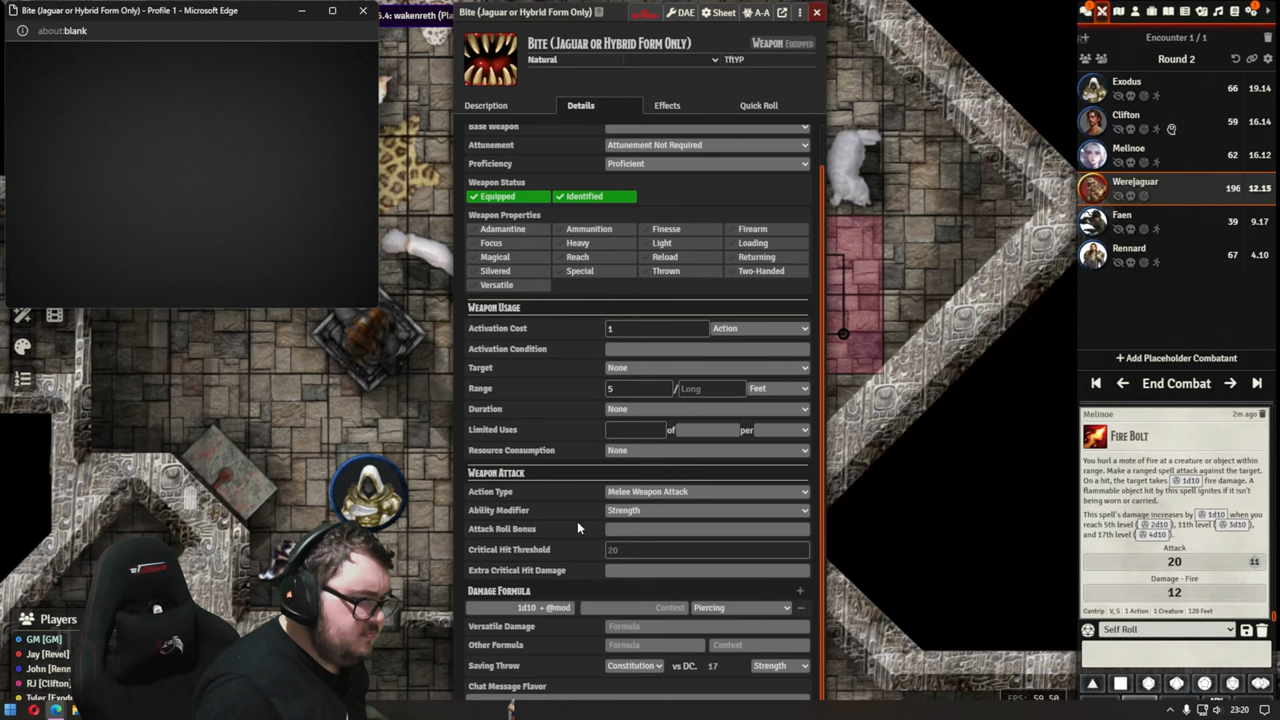 Bite (Jaguar or Hybrid Form Only) - Profile 1 - Microsoft Edge
about:blank
5.4: wakenreth (Pla
Bite (Jaguar or Hybrid Form Only)
DAE
Sheet
A-A
Bite (Jaguar or Hybrid Form Only)
Weapon Equipped
Natural
TftYP
Description
Details
Effects
Quick Roll
Base Weapon
Attunement
Attunement Not Required
Proficiency
Proficient
Weapon Status
Equipped
Identified
Weapon Properties
Adamantine
Ammunition
Finesse
Firearm
Focus
Heavy
Light
Loading
Magical
Reach
Reload
Returning
Silvered
Special
Thrown
Two-Handed
Versatile
Weapon Usage
Activation Cost
1
Action
Activation Condition
Target
None
Range
5
/
Long
Feet
Duration
None
Limited Uses
of
per
Resource Consumption
None
Weapon Attack
Action Type
Melee Weapon Attack
Ability Modifier
Strength
Attack Roll Bonus
Critical Hit Threshold
20
Extra Critical Hit Damage
Damage Formula
1d10 + @mod
Context
Piercing
Versatile Damage
Formula
Other Formula
Formula
Context
Saving Throw
Constitution
vs DC.
17
Strength
Chat Message Flavor
Players
GM [GM]
Jay [Revel]
John [Renn
RJ [Clifton]
Tyler [Exodus
FPS: 59.50
Encounter 1 / 1
Round 2
Exodus
66
19.14
Clifton
59
16.14
Melinoe
62
16.12
Werejaguar
196
12.15
Faen
39
9.17
Rennard
67
4.10
Add Placeholder Combatant
End Combat
Melinoe
2m ago
Fire Bolt
You hurl a mote of fire at a creature or object within
range. Make a ranged spell attack against the target.
On a hit, the target takes 1d10 fire damage. A
flammable object hit by this spell ignites if it isn't
being worn or carried.
This spell's damage increases by 1d10 when you
reach 5th level ( 2d10 ), 11th level ( 3d10 ),
and 17th level ( 4d10 ).
Attack
20
11
Damage - Fire
12
Cantrip
V, S
1 Action
1 Creature
120 Feet
Self Roll
23:20